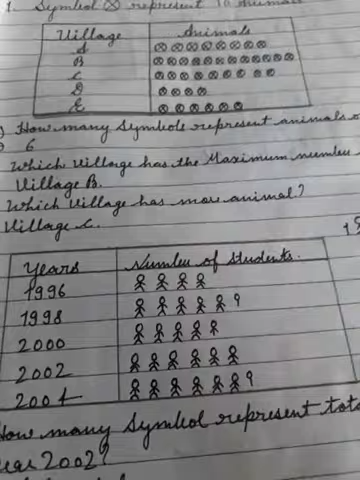 1. Symbol ⊗ represent 10 animals
Village Animals
A ⊗⊗⊗⊗⊗⊗⊗⊗
B ⊗⊗⊗⊗⊗⊗⊗⊗⊗⊗⊗
C ⊗⊗⊗⊗⊗⊗⊗⊗⊗
D ⊗⊗⊗⊗
E ⊗⊗⊗⊗⊗⊗
How many Symbols represent animals o
6
Which Village has the Maximum number
Village B.
Which Village has more animal?
Village C.
Years Number of Students.
1996
1998
2000
2002
2004
How many Symbol represent tot
ear 2002?